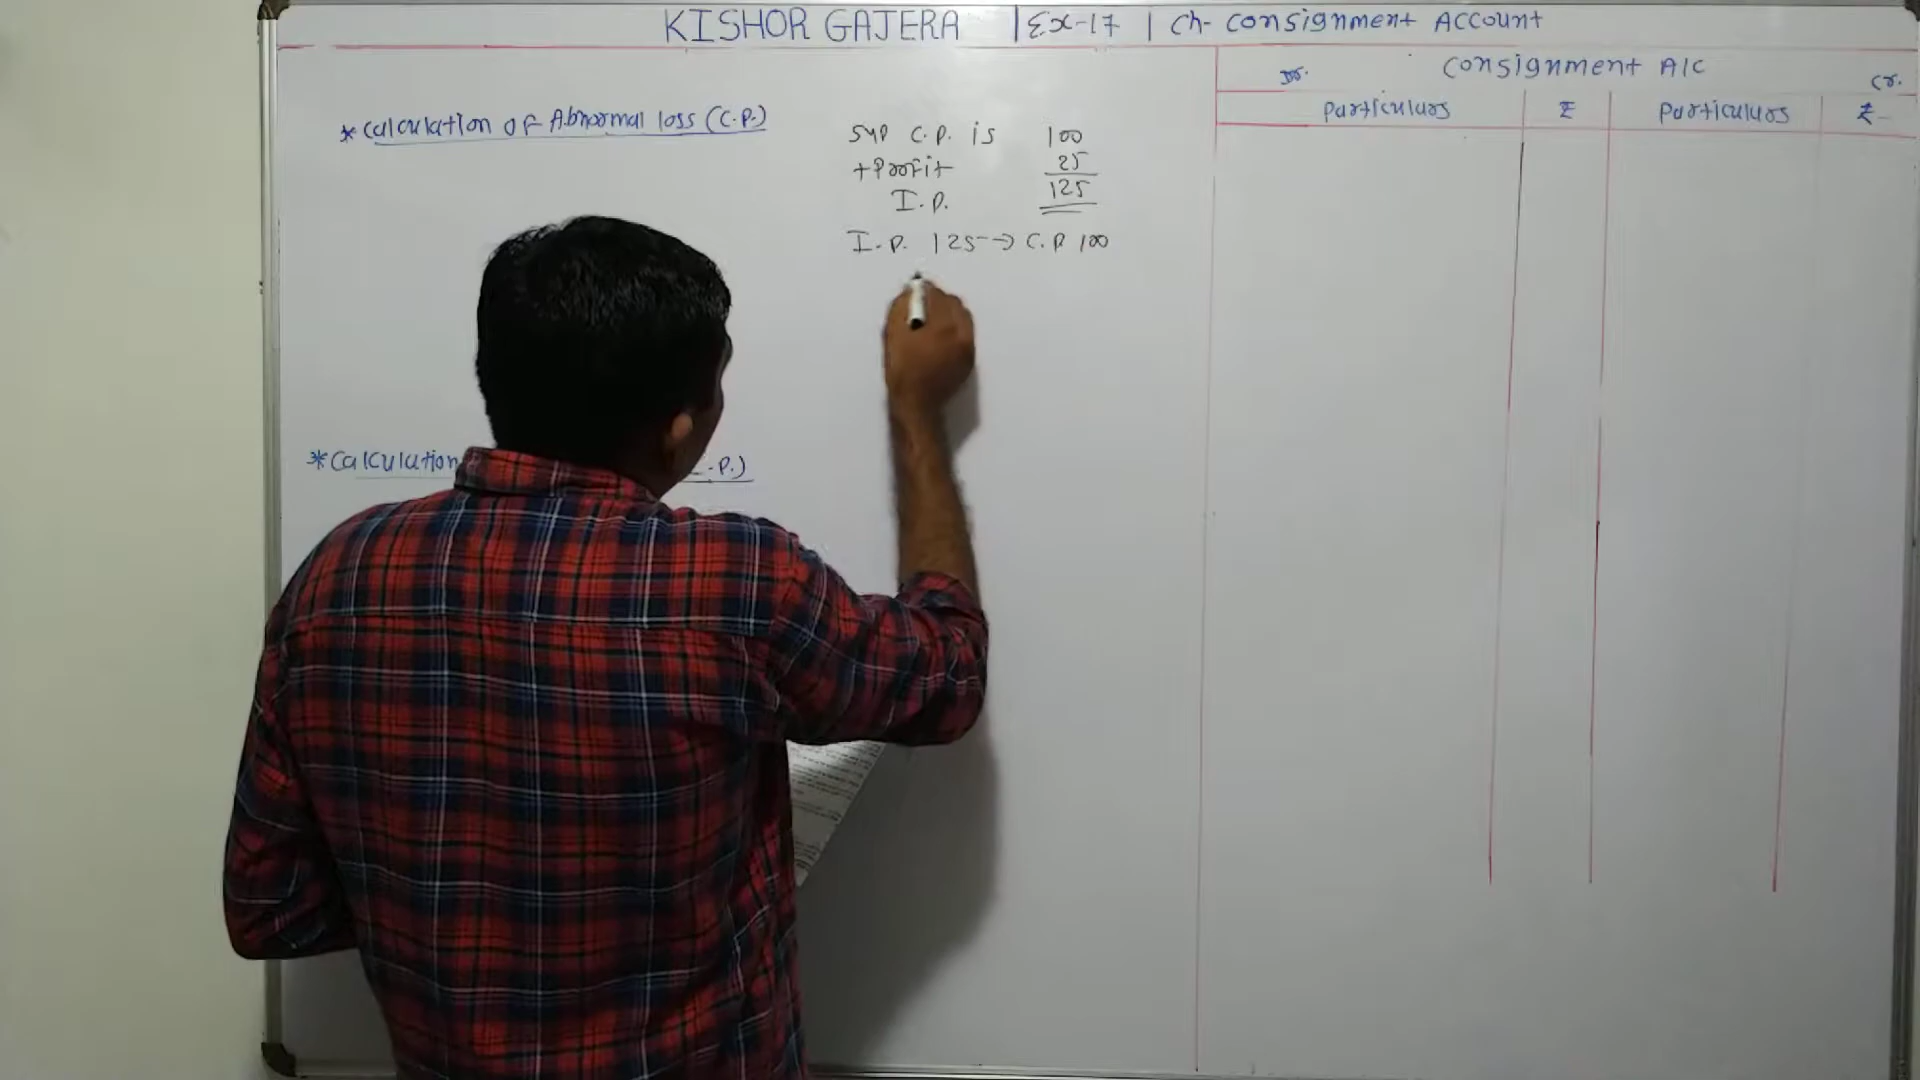 KISHOR GAJERA | Ex-17 | Ch- Consignment Account
*Calculation of Abnormal loss (C.P.)
Sup C.P. is 100
+Profit 25
I.P. 125
I.P. 125 → C.P. 100
*Calculation .P.)
Dr. Consignment A/C Cr.
Particulars ₹ Particulars ₹